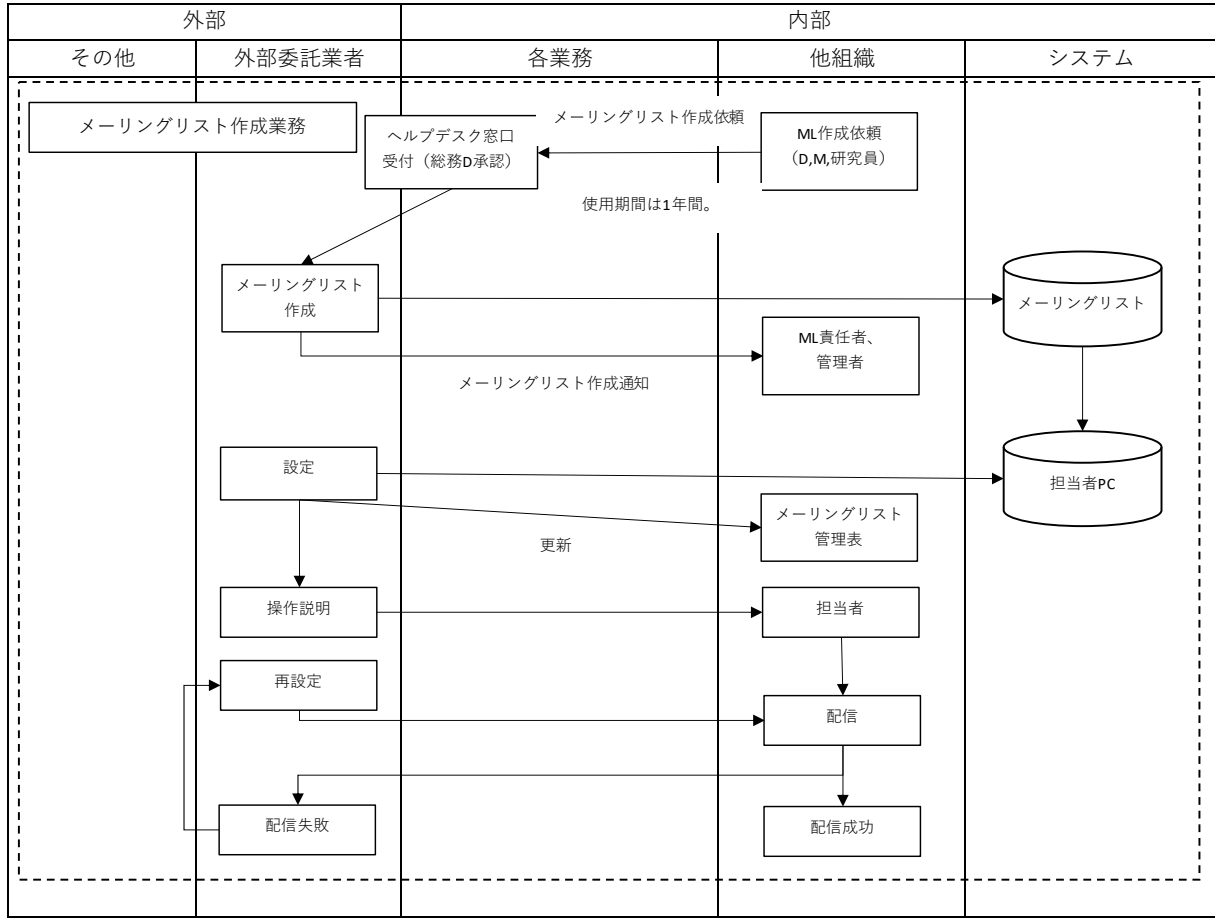 外部
内部
その他
外部委託業者
各業務
他組織
システム
メーリングリスト作成業務
ヘルプデスク窓口
受付（総務D承認）
メーリングリスト作成依頼
ML作成依頼
（D,M,研究員）
使用期間は1年間。
メーリングリスト
作成
メーリングリスト
ML責任者、
管理者
メーリングリスト作成通知
設定
担当者PC
メーリングリスト
管理表
更新
操作説明
担当者
再設定
配信
配信失敗
配信成功